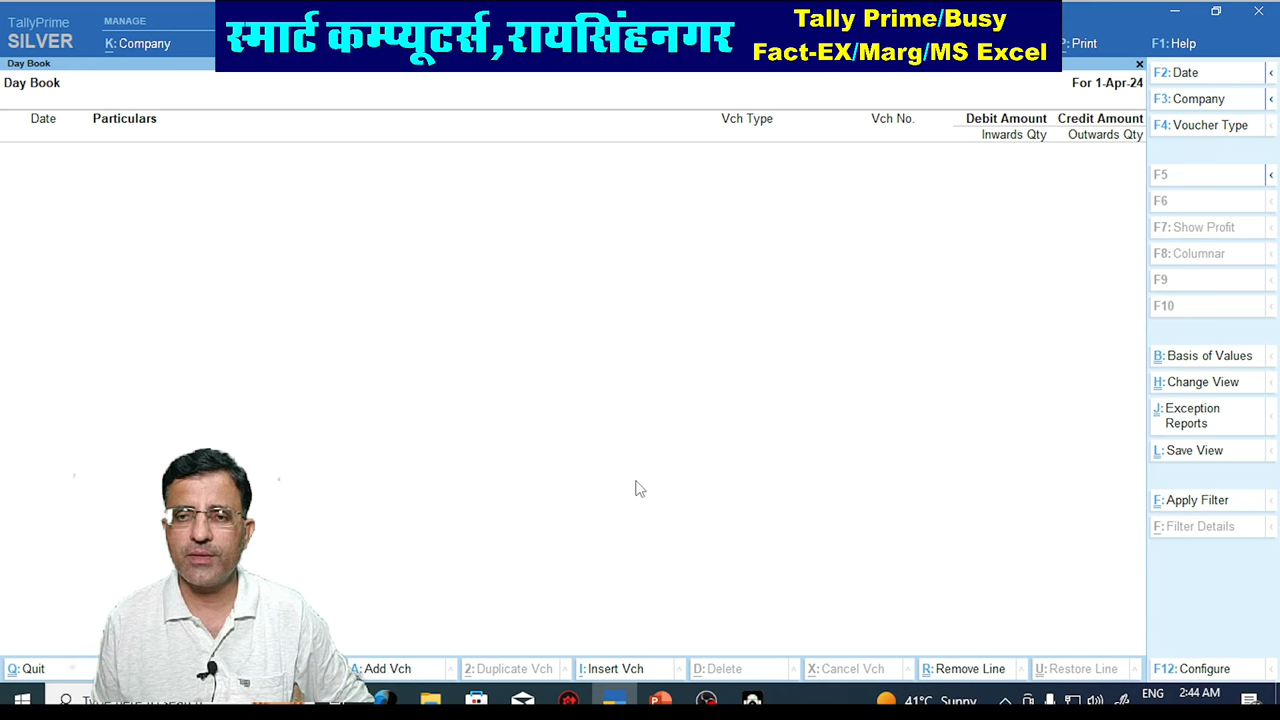 TallyPrime
SILVER
MANAGE
K: Company
स्मार्ट कम्प्यूटर्स,रायसिंहनगर
Tally Prime/Busy
Fact-EX/Marg/MS Excel
P: Print
F1: Help
Day Book
Day Book
For 1-Apr-24
Date
Particulars
Vch Type
Vch No.
Debit Amount
Credit Amount
Inwards Qty
Outwards Qty
F2: Date
F3: Company
F4: Voucher Type
F5
F6
F7: Show Profit
F8: Columnar
F9
F10
B: Basis of Values
H: Change View
J: Exception
Reports
L: Save View
F: Apply Filter
F: Filter Details
Q: Quit
A: Add Vch
2: Duplicate Vch
I: Insert Vch
D: Delete
X: Cancel Vch
R: Remove Line
U: Restore Line
F12: Configure
Type here to search
41°C Sunny
ENG
2:44 AM